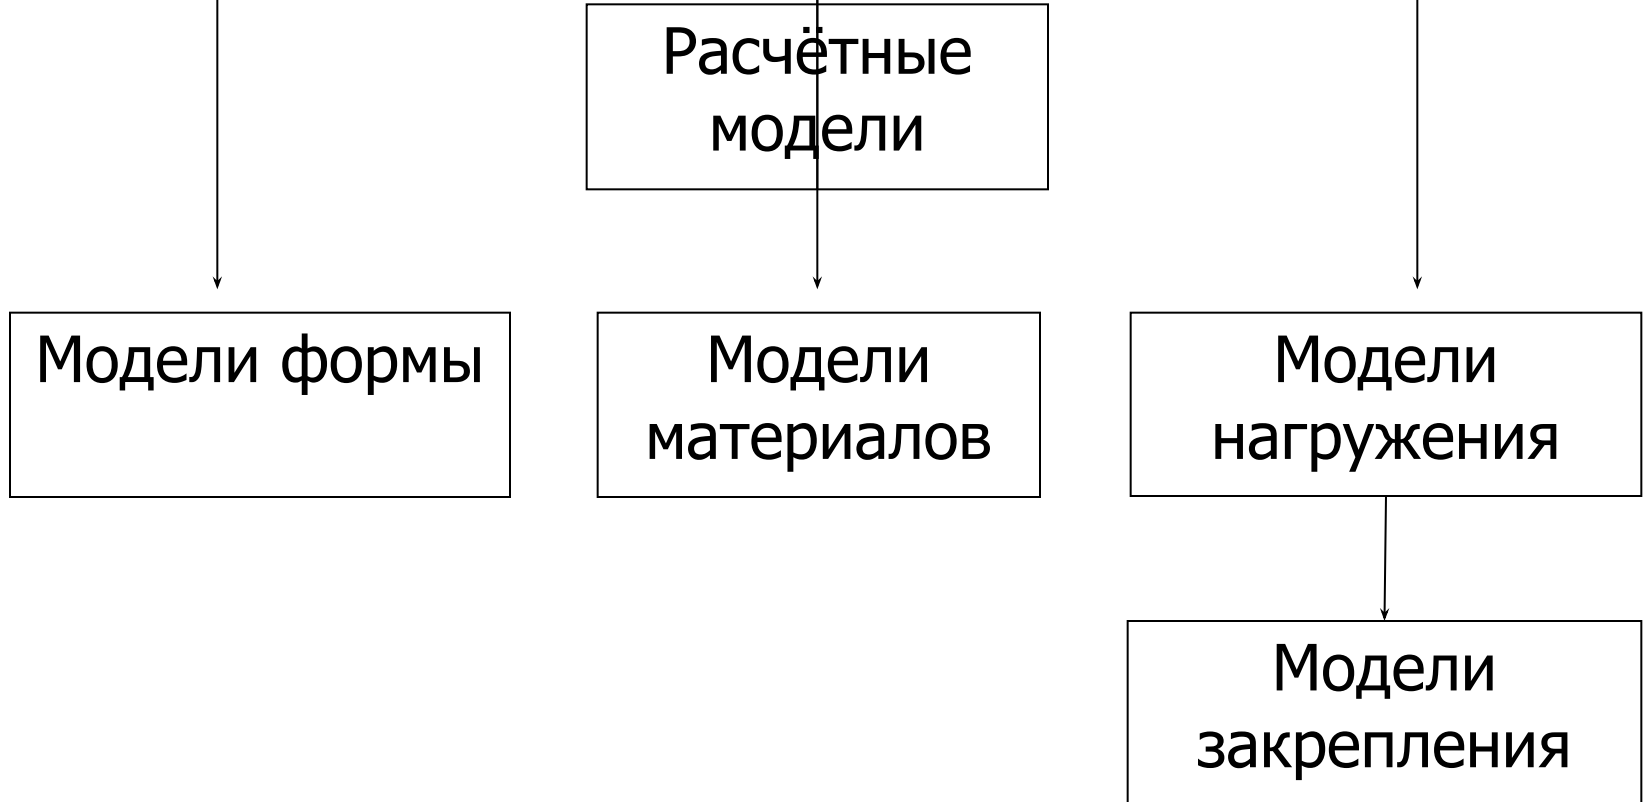 Расчётные
модели
Модели формы
Модели
материалов
Модели
нагружения
Модели
закрепления